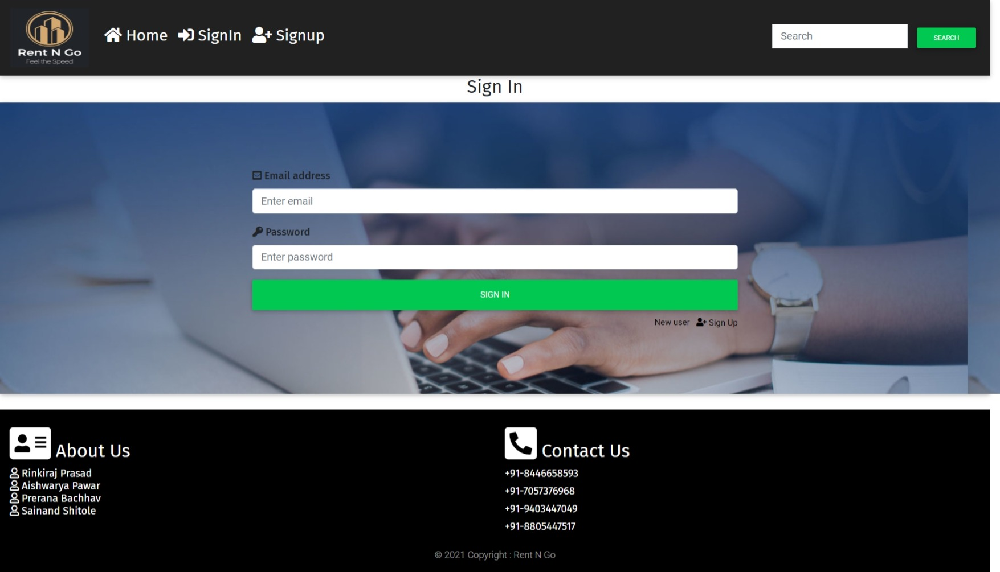 Rent N Go
Feel the Speed
Home SignIn Signup
Search SEARCH
Sign In
Email address
Enter email
Password
Enter password
SIGN IN
New user Sign Up
About Us
Rinkiraj Prasad
Aishwarya Pawar
Prerana Bachhav
Sainand Shitole
Contact Us
+91-8446658593
+91-7057376968
+91-9403447049
+91-8805447517
© 2021 Copyright : Rent N Go